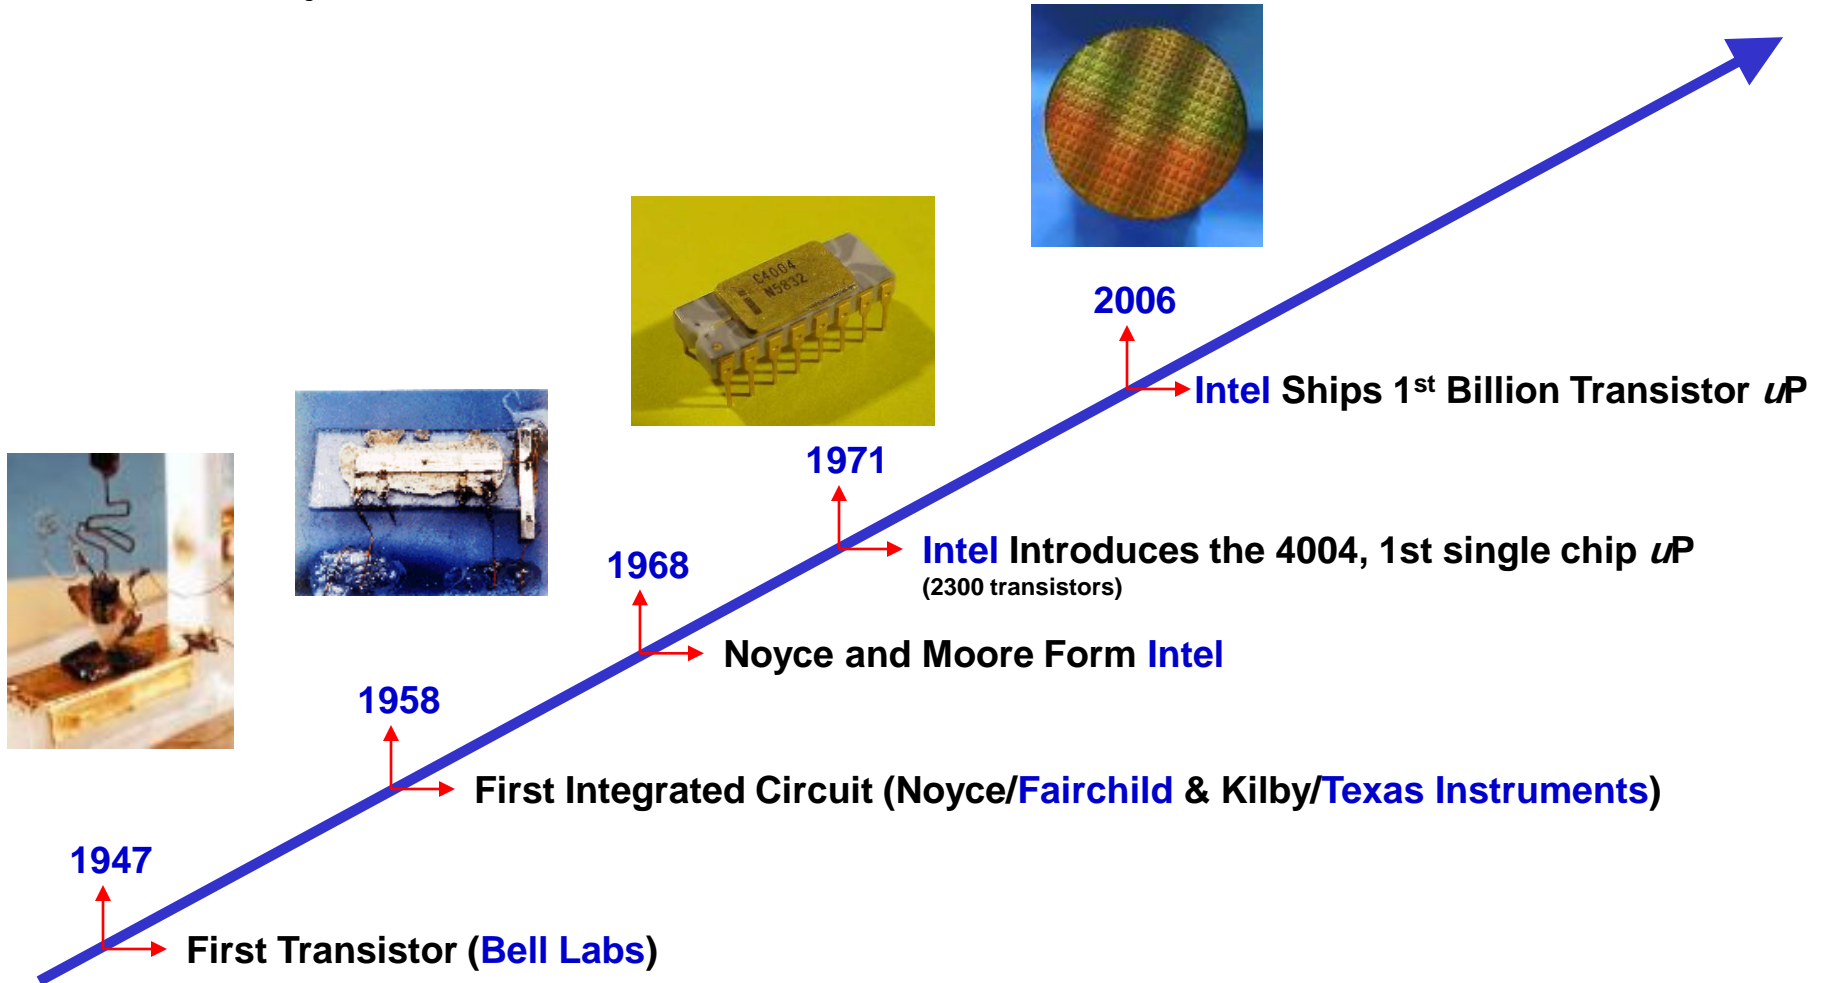 2006
Intel Ships 1st Billion Transistor uP
C4004
N5832
1971
Intel Introduces the 4004, 1st single chip uP
(2300 transistors)
1968
Noyce and Moore Form Intel
1958
First Integrated Circuit (Noyce/Fairchild & Kilby/Texas Instruments)
1947
First Transistor (Bell Labs)